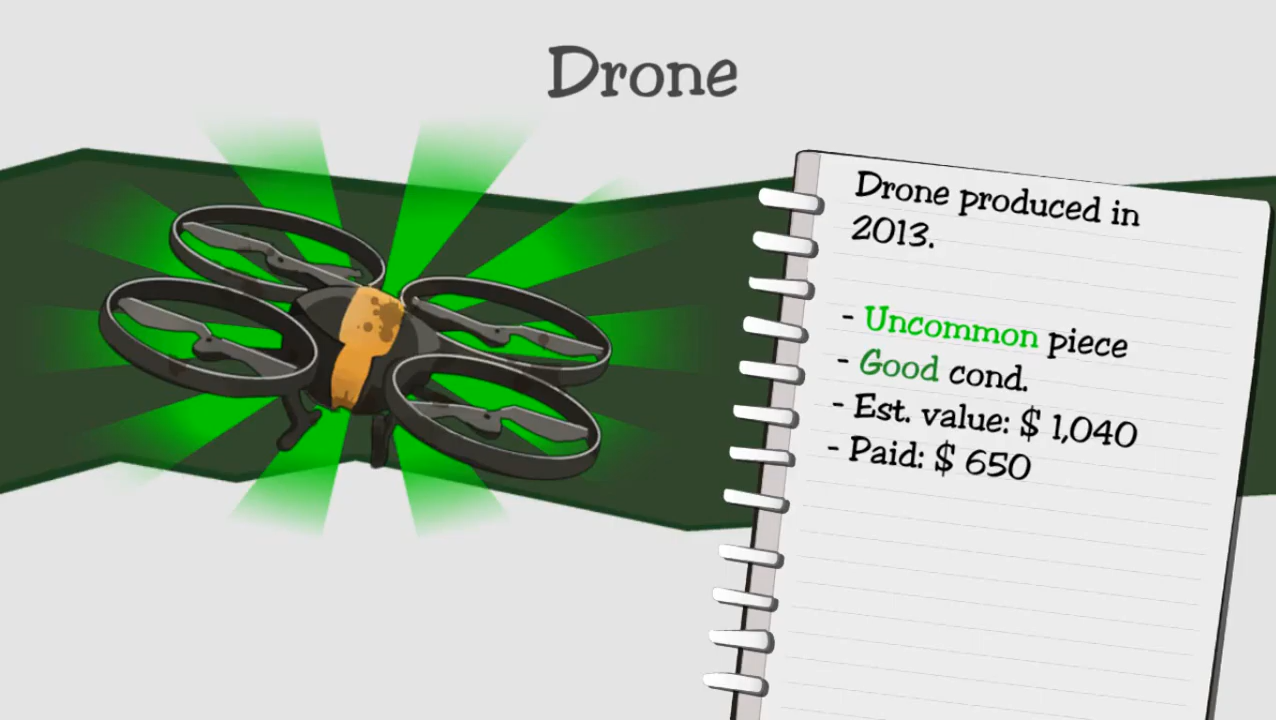 Drone
Drone produced in
2013.
- Uncommon piece
- Good cond.
- Est. value: $ 1,040
- Paid: $ 650